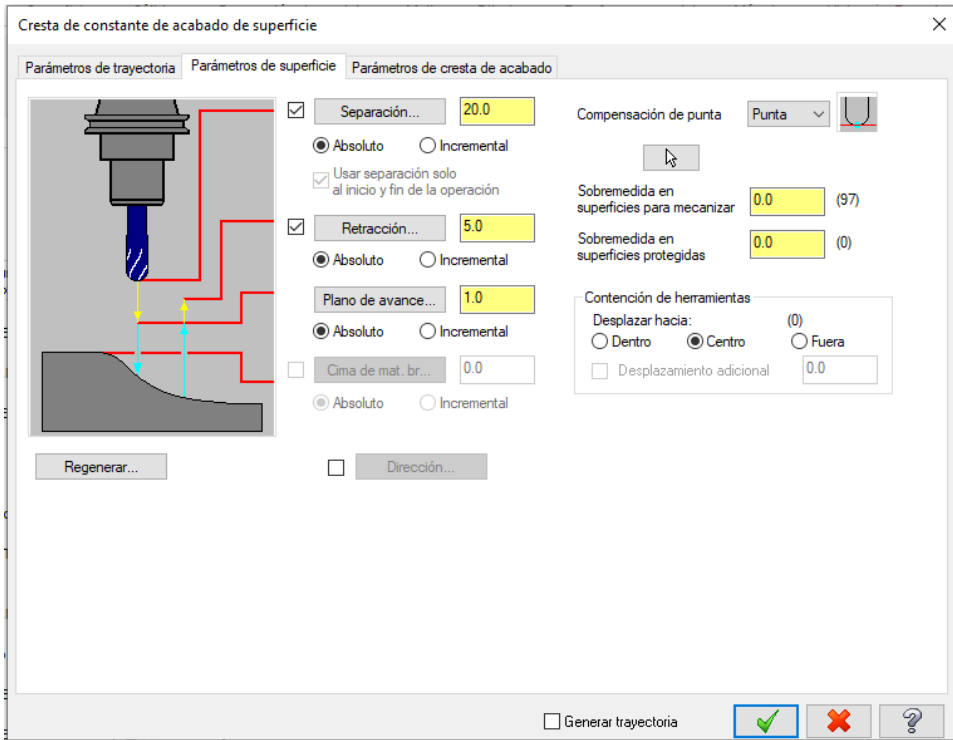 Cresta de constante de acabado de superficie
Parámetros de trayectoria
Parámetros de superficie
Parámetros de cresta de acabado
Separación...
20.0
Absoluto
Incremental
Usar separación solo
al inicio y fin de la operación
Retracción...
5.0
Absoluto
Incremental
Plano de avance...
1.0
Absoluto
Incremental
Cima de mat. br...
0.0
Absoluto
Incremental
Regenerar...
Dirección...
Compensación de punta
Punta
Sobremedida en
superficies para mecanizar
0.0
(97)
Sobremedida en
superficies protegidas
0.0
(0)
Contención de herramientas
Desplazar hacia:
(0)
Dentro
Centro
Fuera
Desplazamiento adicional
0.0
Generar trayectoria